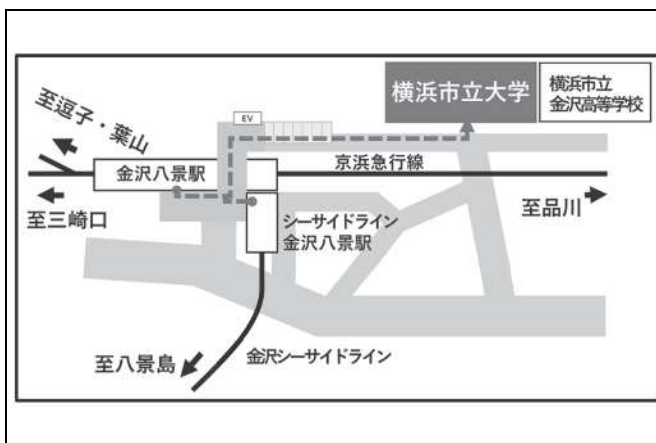 横浜市立大学
横浜市立
金沢高等学校
至逗子・葉山
EV
金沢八景駅
京浜急行線
至三崎口
至品川
シーサイドライン
金沢八景駅
金沢シーサイドライン
至八景島